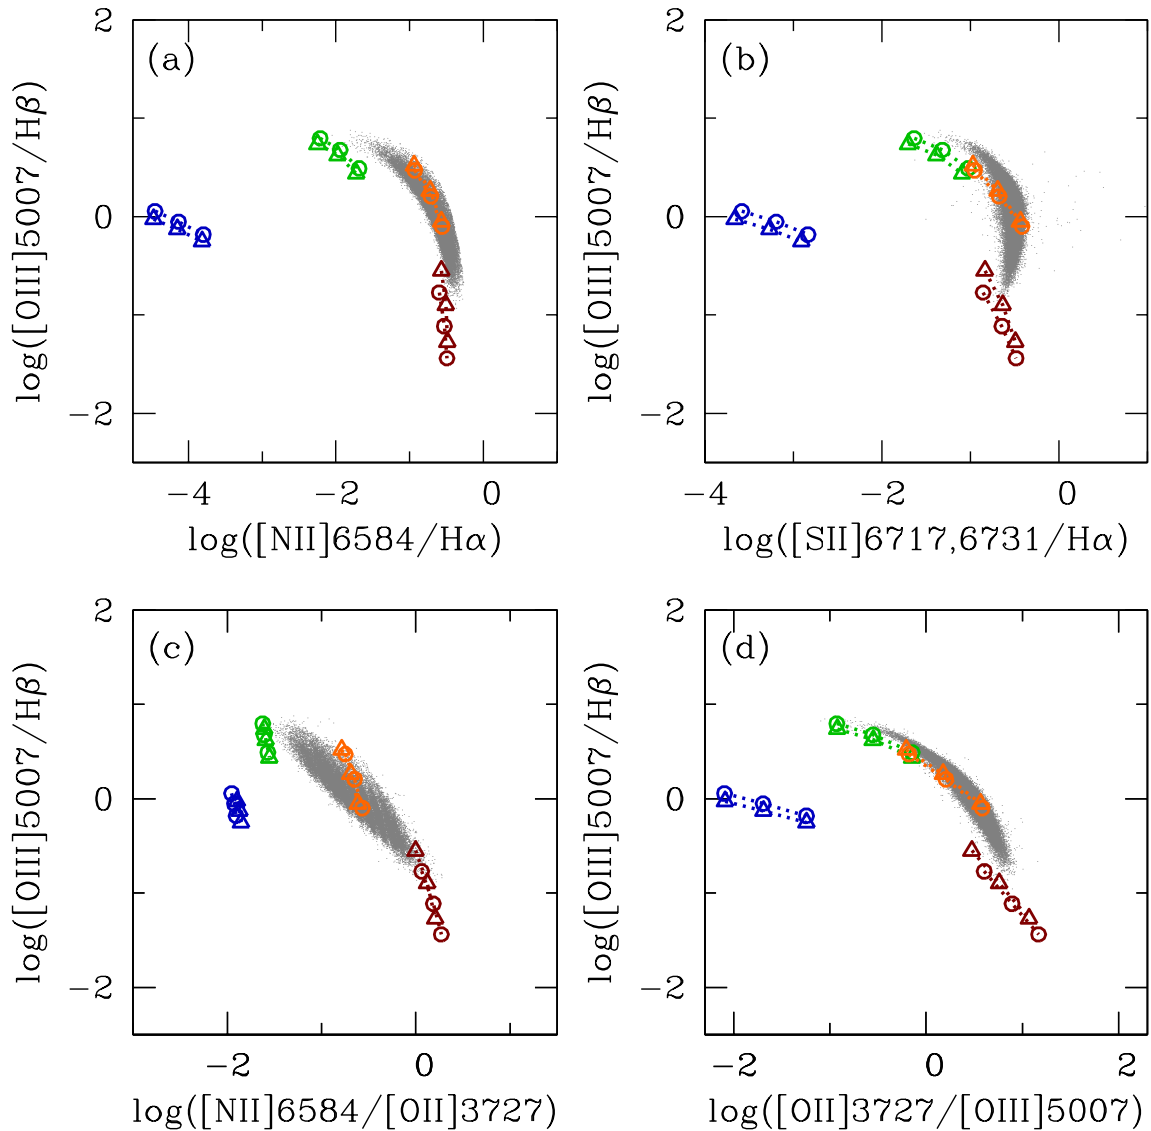 (a)
2
0
−2
log([OIII]5007/Hβ)
−4 −2 0
log([NII]6584/Hα)
(b)
2
0
−2
log([OIII]5007/Hβ)
−4 −2 0
log([SII]6717,6731/Hα)
(c)
2
0
−2
log([OIII]5007/Hβ)
−2 0
log([NII]6584/[OII]3727)
(d)
2
0
−2
log([OIII]5007/Hβ)
−2 0 2
log([OII]3727/[OIII]5007)